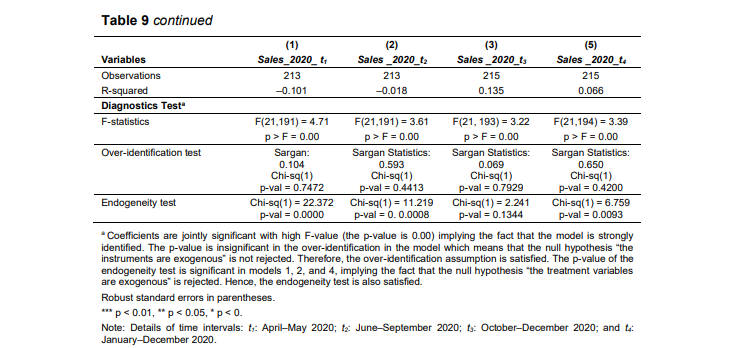 Table 9 continued
(1) (2) (3) (5)
Variables Sales_2020_ t₁ Sales _2020_t₂ Sales _2020_t₃ Sales _2020_t₄
Observations 213 213 215 215
R-squared –0.101 –0.018 0.135 0.066
Diagnostics Testᵃ
F-statistics F(21,191) = 4.71 F(21,191) = 3.61 F(21, 193) = 3.22 F(21,194) = 3.39
p > F = 0.00 p > F = 0.00 p > F = 0.00 p > F = 0.00
Over-identification test Sargan: Sargan Statistics: Sargan Statistics: Sargan Statistics:
0.104 0.593 0.069 0.650
Chi-sq(1) Chi-sq(1) Chi-sq(1) Chi-sq(1)
p-val = 0.7472 p-val = 0.4413 p-val = 0.7929 p-val = 0.4200
Endogeneity test Chi-sq(1) = 22.372 Chi-sq(1) = 11.219 Chi-sq(1) = 2.241 Chi-sq(1) = 6.759
p-val = 0.0000 p-val = 0. 0.0008 p-val = 0.1344 p-val = 0.0093
ᵃ Coefficients are jointly significant with high F-value (the p-value is 0.00) implying the fact that the model is strongly
identified. The p-value is insignificant in the over-identification in the model which means that the null hypothesis “the
instruments are exogenous” is not rejected. Therefore, the over-identification assumption is satisfied. The p-value of the
endogeneity test is significant in models 1, 2, and 4, implying the fact that the null hypothesis “the treatment variables
are exogenous” is rejected. Hence, the endogeneity test is also satisfied.
Robust standard errors in parentheses.
*** p < 0.01, ** p < 0.05, * p < 0.
Note: Details of time intervals: t₁: April–May 2020; t₂: June–September 2020; t₃: October–December 2020; and t₄:
January–December 2020.